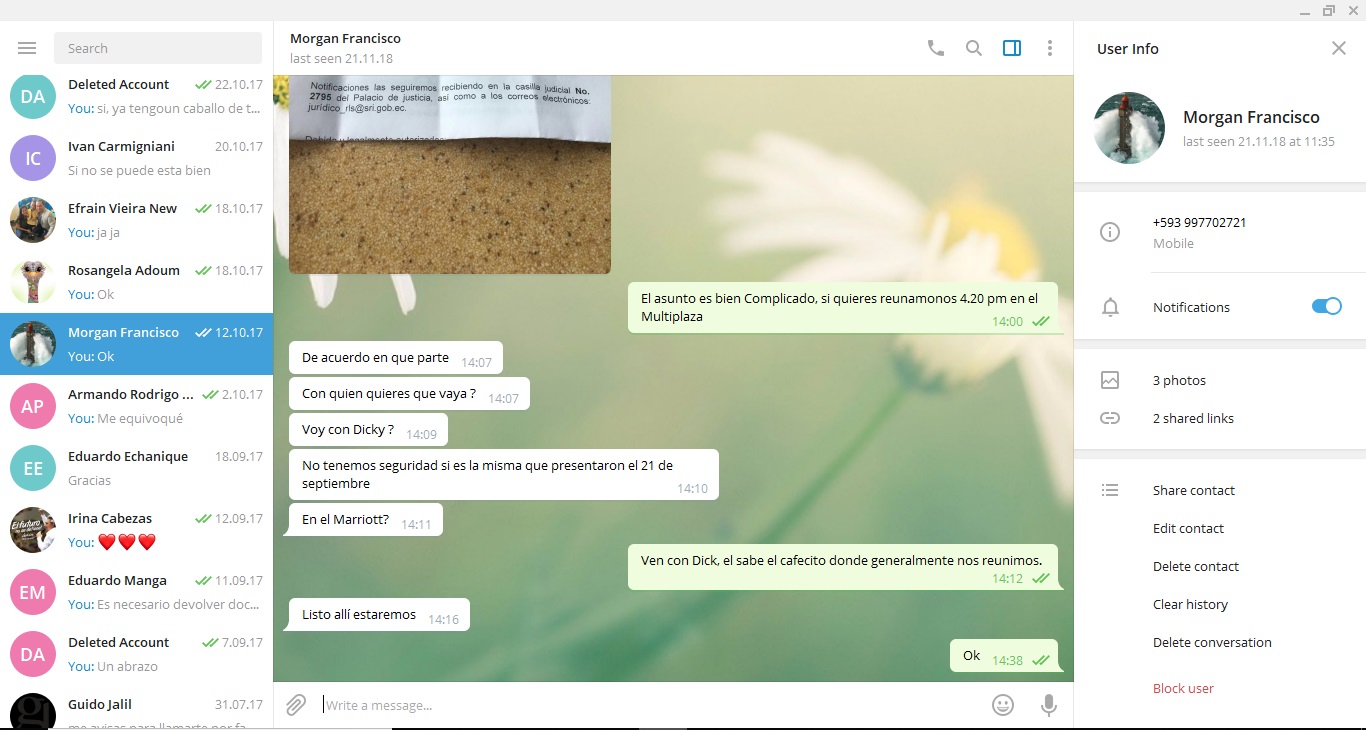 Search
DA
Deleted Account
22.10.17
You: si, ya tengoun caballo de t...
IC
Ivan Carmigniani
20.10.17
Si no se puede esta bien
Efrain Vieira New
18.10.17
You: ja ja
Rosangela Adoum
18.10.17
You: Ok
Morgan Francisco
12.10.17
You: Ok
AP
Armando Rodrigo ...
2.10.17
You: Me equivoqué
EE
Eduardo Echanique
18.09.17
Gracias
El futuro
Irina Cabezas
12.09.17
You: ❤️❤️❤️
EM
Eduardo Manga
11.09.17
You: Es necesario devolver doc...
DA
Deleted Account
7.09.17
You: Un abrazo
Guido Jalil
31.07.17
me avisas para llamarte por fa
Morgan Francisco
last seen 21.11.18
Notificaciones las seguiremos recibiendo en la casilla judicial No.
2795 del Palacio de justicia, así como a los correos electrónicos:
jurídico_rls@sri.gob.ec.
Debida y legalmente autorizados
El asunto es bien Complicado, si quieres reunamonos 4.20 pm en el
Multiplaza
14:00
De acuerdo en que parte 14:07
Con quien quieres que vaya ? 14:07
Voy con Dicky ? 14:09
No tenemos seguridad si es la misma que presentaron el 21 de
septiembre
14:10
En el Marriott? 14:11
Ven con Dick, el sabe el cafecito donde generalmente nos reunimos.
14:12
Listo allí estaremos 14:16
Ok 14:38
Write a message...
User Info
Morgan Francisco
last seen 21.11.18 at 11:35
+593 997702721
Mobile
Notifications
3 photos
2 shared links
Share contact
Edit contact
Delete contact
Clear history
Delete conversation
Block user